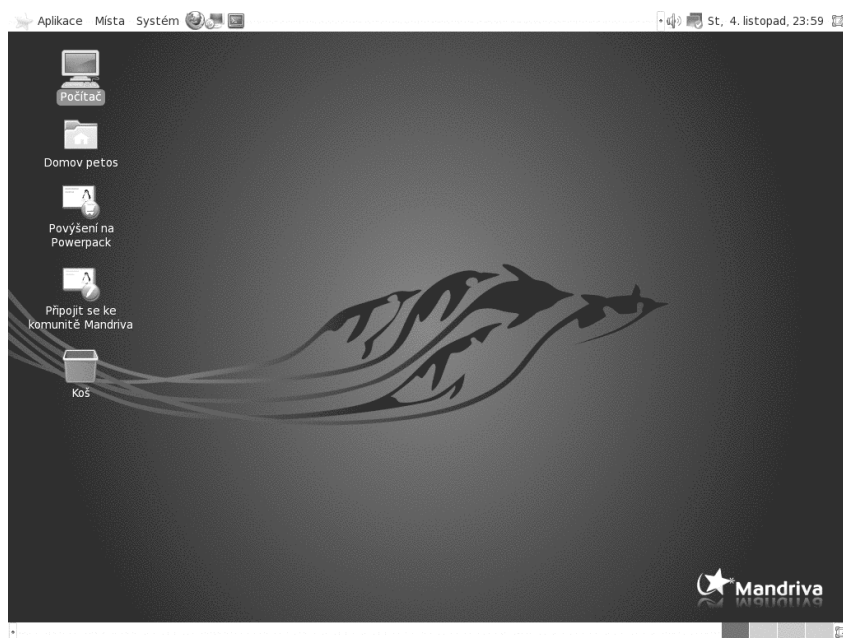 Aplikace Místa Systém
St, 4. listopad, 23:59
Počítač
Domov petos
Povýšení na
Powerpack
Připojit se ke
komunitě Mandriva
Koš
Mandriva